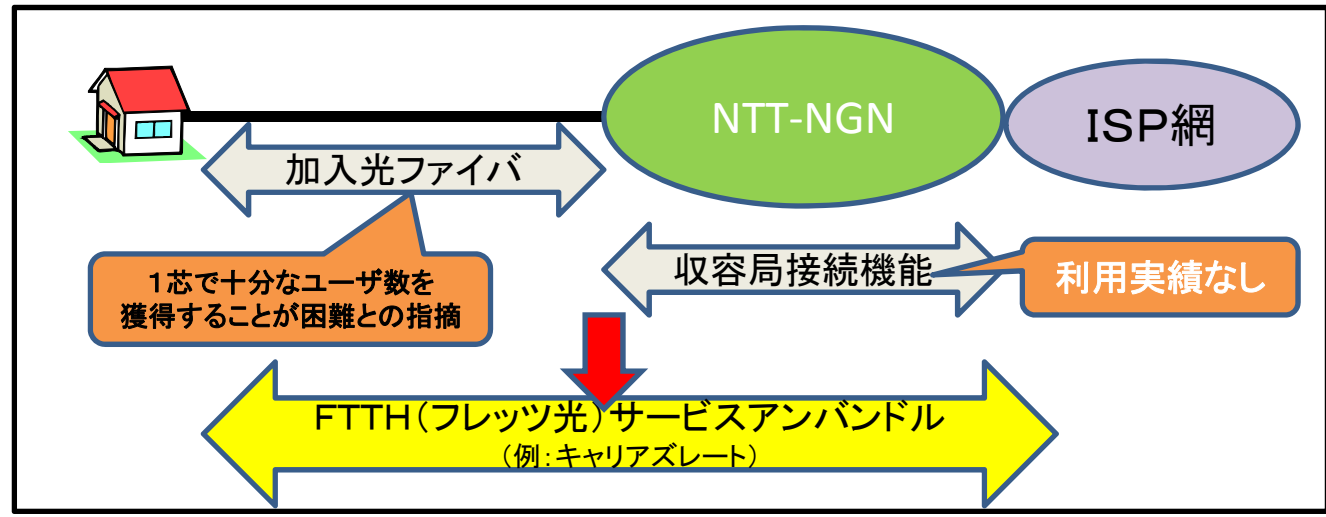 NTT-NGN
ISP網
加入光ファイバ
収容局接続機能
利用実績なし
1芯で十分なユーザ数を
獲得することが困難との指摘
FTTH(フレッツ光)サービスアンバンドル
(例:キャリアズレート)